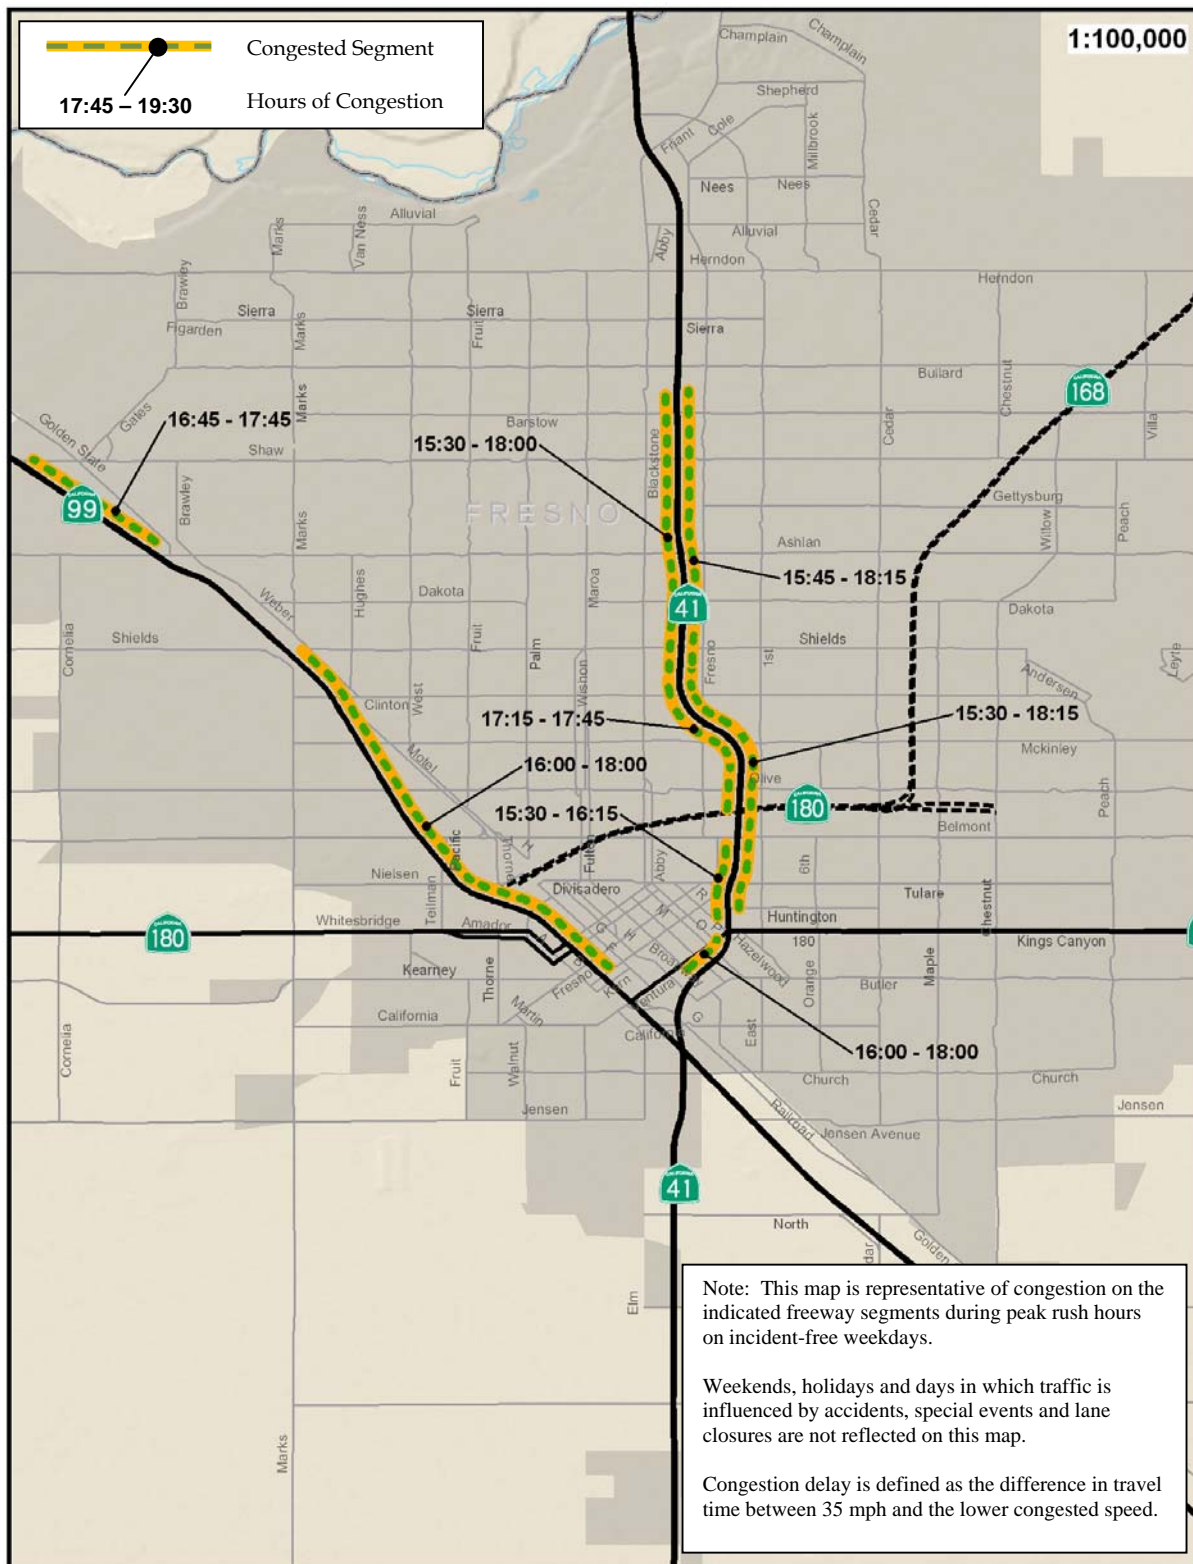 Congested Segment
17:45 – 19:30
Hours of Congestion
1:100,000
Champlain
Champlain
Shepherd
Cole
Friant
Millbrook
Nees
Nees
Alluvial
Marks
Van Ness
Abby
Alluvial
Cedar
Herndon
Herndon
Brawley
Sierra
Sierra
Sierra
Figarden
Marks
Fruit
Bullard
Chestnut
CALIFORNIA
168
Marks
Gates
16:45 - 17:45
Barstow
Golden State
Shaw
15:30 - 18:00
Blackstone
Cedar
Villa
CALIFORNIA
99
Brawley
Marks
FRESNO
Gettysburg
Willow
Peach
Ashlan
15:45 - 18:15
Weber
Hughes
Dakota
Maroa
CALIFORNIA
41
Dakota
Cornelia
Shields
Fruit
Palm
Wishon
Fresno
1st
Shields
Andersen
Leyte
Clinton
West
17:15 - 17:45
15:30 - 18:15
Mckinley
Motel
16:00 - 18:00
Olive
15:30 - 16:15
CALIFORNIA
180
Peach
Belmont
Pacific
Thorne
H
Fulton
Abby
6th
Nielsen
Divisadero
R
Tulare
Chestnut
Teilman
M
O
P
Huntington
Whitesbridge
Amador
A
G
F
H
CALIFORNIA
180
Broadway
Hazelwood
180
Kings Canyon
Kearney
Thorne
B
Fresno
Kern
Ventura
Orange
Butler
Maple
Martin
California
California
G
East
16:00 - 18:00
Cornelia
Fruit
Walnut
Church
Church
Jensen
Railroad
Jensen Avenue
Jensen
CALIFORNIA
41
North
Golden
Elm
Marks
Note: This map is representative of congestion on the
indicated freeway segments during peak rush hours
on incident-free weekdays.
Weekends, holidays and days in which traffic is
influenced by accidents, special events and lane
closures are not reflected on this map.
Congestion delay is defined as the difference in travel
time between 35 mph and the lower congested speed.